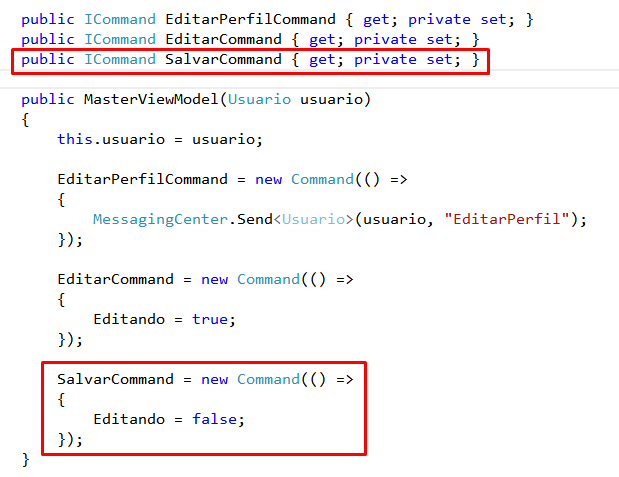 public ICommand EditarPerfilCommand { get; private set; }
public ICommand EditarCommand { get; private set; }
public ICommand SalvarCommand { get; private set; }
public MasterViewModel(Usuario usuario)
{
this.usuario = usuario;
EditarPerfilCommand = new Command(() =>
{
MessagingCenter.Send<Usuario>(usuario, "EditarPerfil");
});
EditarCommand = new Command(() =>
{
Editando = true;
});
SalvarCommand = new Command(() =>
{
Editando = false;
});
}